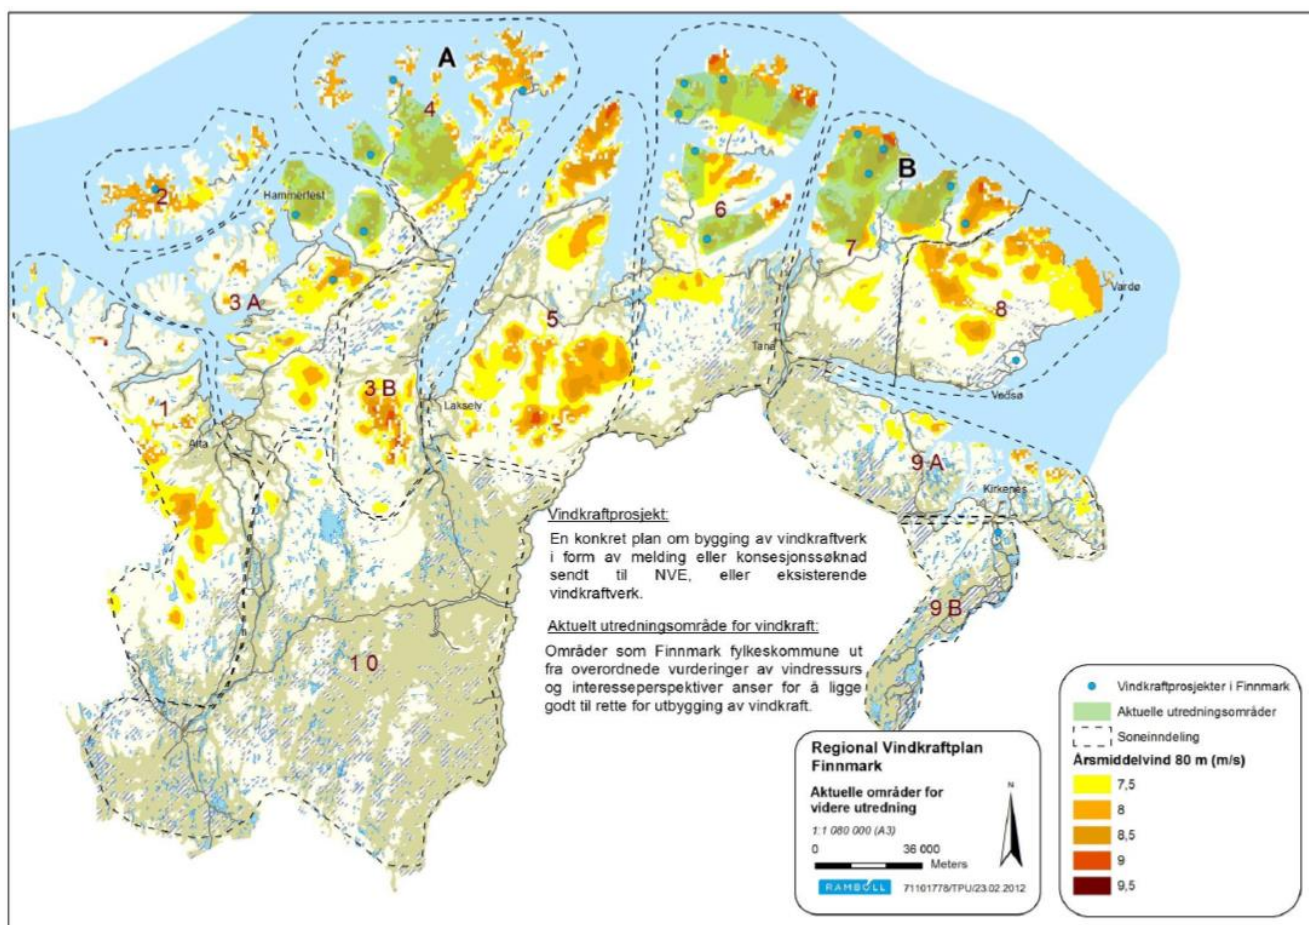 A
4
2
Hammerfest
B
6
7
3 A
Vardø
8
5
Tana
3 B
Vadsø
Lakselv
1
Alta
9 A
Kirkenes
Vindkraftprosjekt:
En konkret plan om bygging av vindkraftverk
i form av melding eller konsesjonssøknad
sendt til NVE, eller eksisterende
vindkraftverk.
9 B
Aktuelt utredningsområde for vindkraft:
Områder som Finnmark fylkeskommune ut
fra overordnede vurderinger av vindressurs
og interesseperspektiver anser for å ligge
godt til rette for utbygging av vindkraft.
10
Regional Vindkraftplan
Finnmark
Aktuelle områder for
videre utredning
1:1 080 000 (A3)
0 36 000
Meters
N
RAMBØLL 71101778/TPU/23.02.2012
Vindkraftprosjekter i Finnmark
Aktuelle utredningsområder
Soneinndeling
Årsmiddelvind 80 m (m/s)
7,5
8
8,5
9
9,5